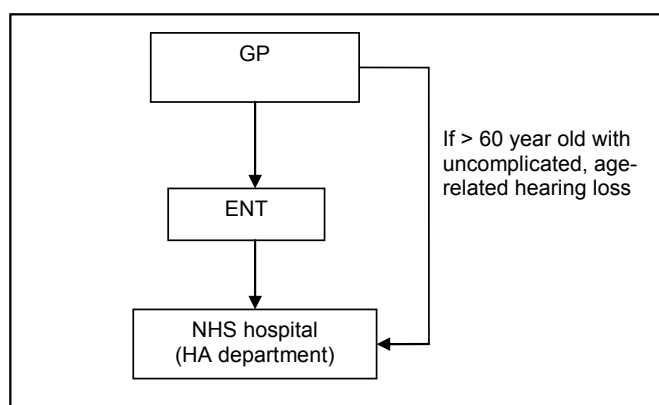 GP
If > 60 year old with
uncomplicated, age-
related hearing loss
ENT
NHS hospital
(HA department)